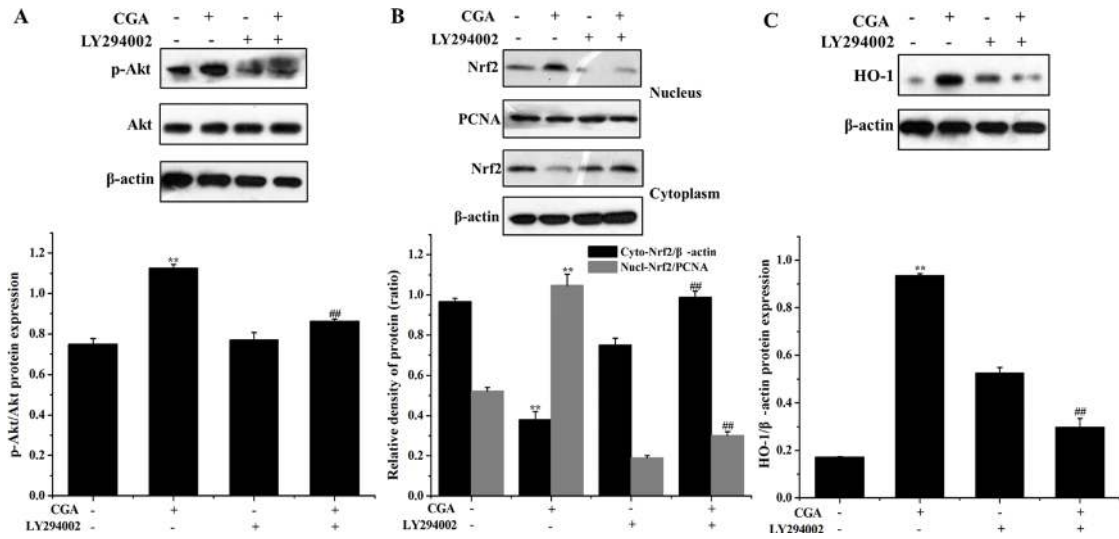 A
CGA - + - +
LY294002 - - + +
p-Akt
Akt
β-actin
p-Akt/Akt protein expression
1.2
1.0
0.8
0.6
0.4
0.2
0.0
**
##
CGA - + - +
LY294002 - - + +
B
CGA - + - +
LY294002 - - + +
Nrf2
Nucleus
PCNA
Nrf2
Cytoplasm
β-actin
Relative density of protein (ratio)
1.2
1.0
0.8
0.6
0.4
0.2
0.0
Cyto-Nrf2/β -actin
Nucl-Nrf2/PCNA
**
**
##
##
CGA - + - +
LY294002 - - + +
C
CGA - + - +
LY294002 - - + +
HO-1
β-actin
HO-1/β -actin protein expression
1.0
0.8
0.6
0.4
0.2
0.0
**
##
CGA - + - +
LY294002 - - + +